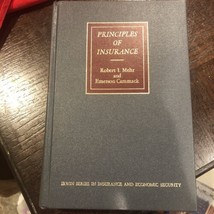 PRINCIPLES
OF
INSURANCE
Robert I. Mehr
and
Emerson Cammack
IRWIN SERIES IN INSURANCE AND ECONOMIC SECURITY